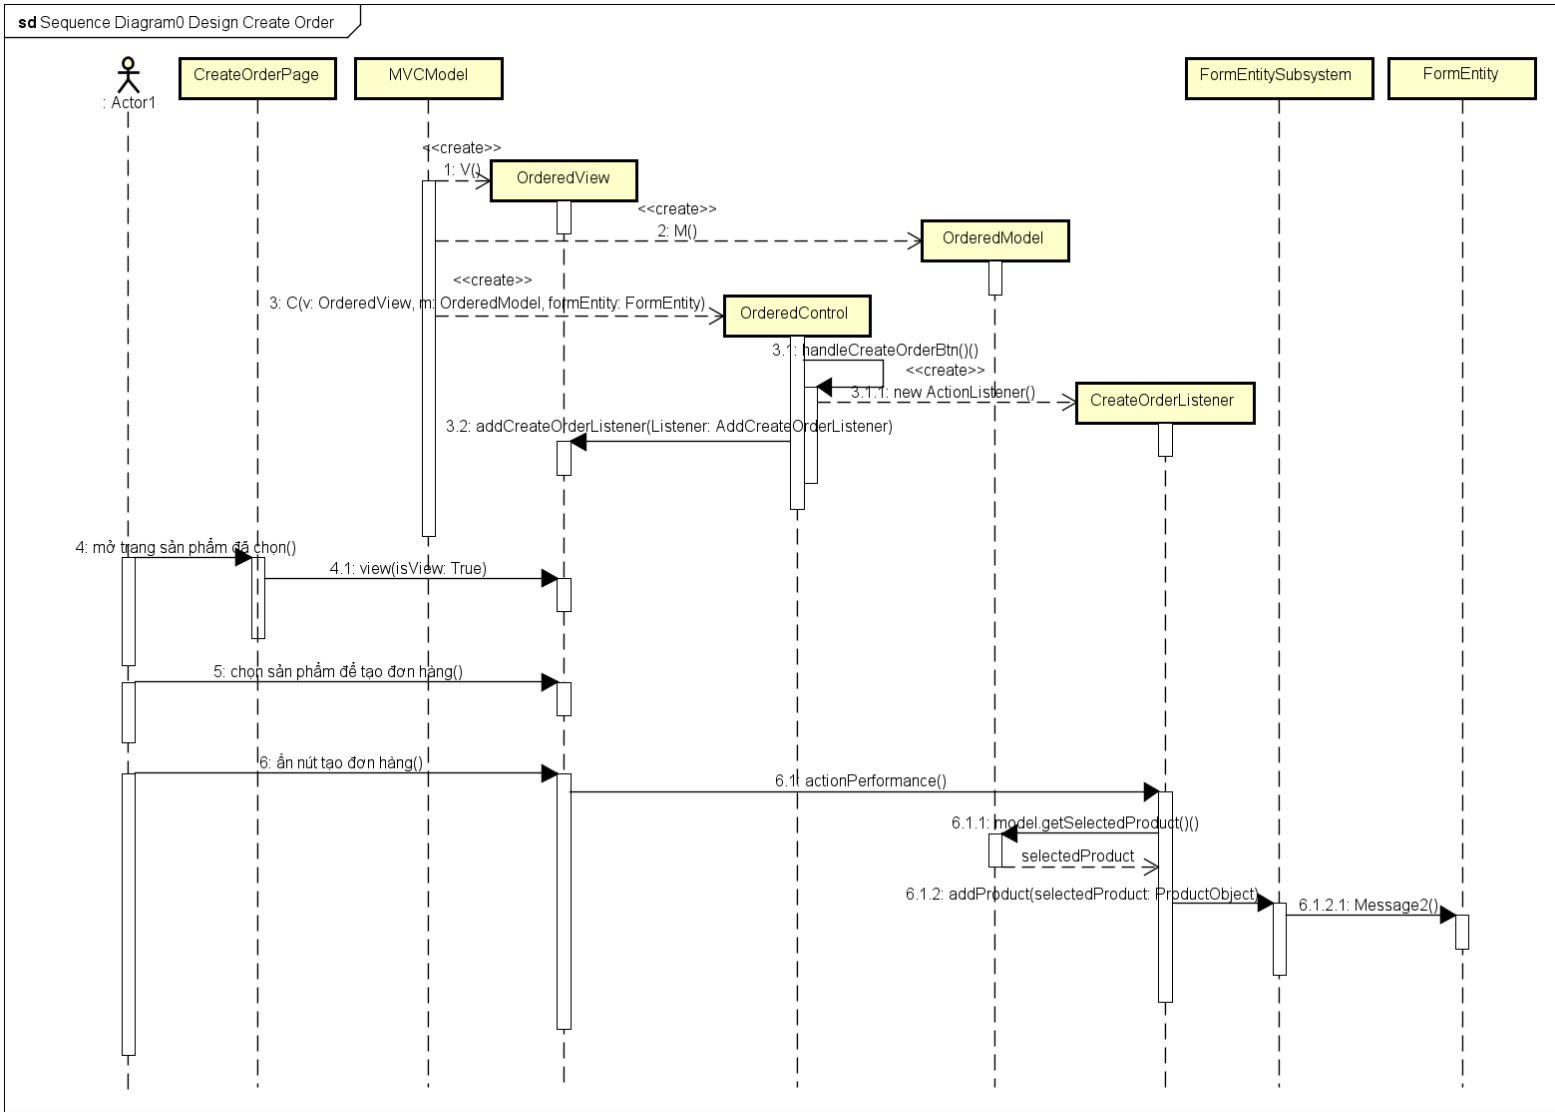 sd Sequence Diagram0 Design Create Order
: Actor1
CreateOrderPage
MVCModel
FormEntitySubsystem
FormEntity
<<create>>
1: V()
OrderedView
<<create>>
2: M()
OrderedModel
<<create>>
3: C(v: OrderedView, m: OrderedModel, formEntity: FormEntity)
OrderedControl
3.1: handleCreateOrderBtn()()
<<create>>
3.1.1: new ActionListener()
CreateOrderListener
3.2: addCreateOrderListener(Listener: AddCreateOrderListener)
4: mở trang sản phẩm đã chọn()
4.1: view(isView: True)
5: chọn sản phẩm để tạo đơn hàng()
6: ấn nút tạo đơn hàng()
6.1: actionPerformance()
6.1.1: model.getSelectedProduct()()
selectedProduct
6.1.2: addProduct(selectedProduct: ProductObject)
6.1.2.1: Message2()